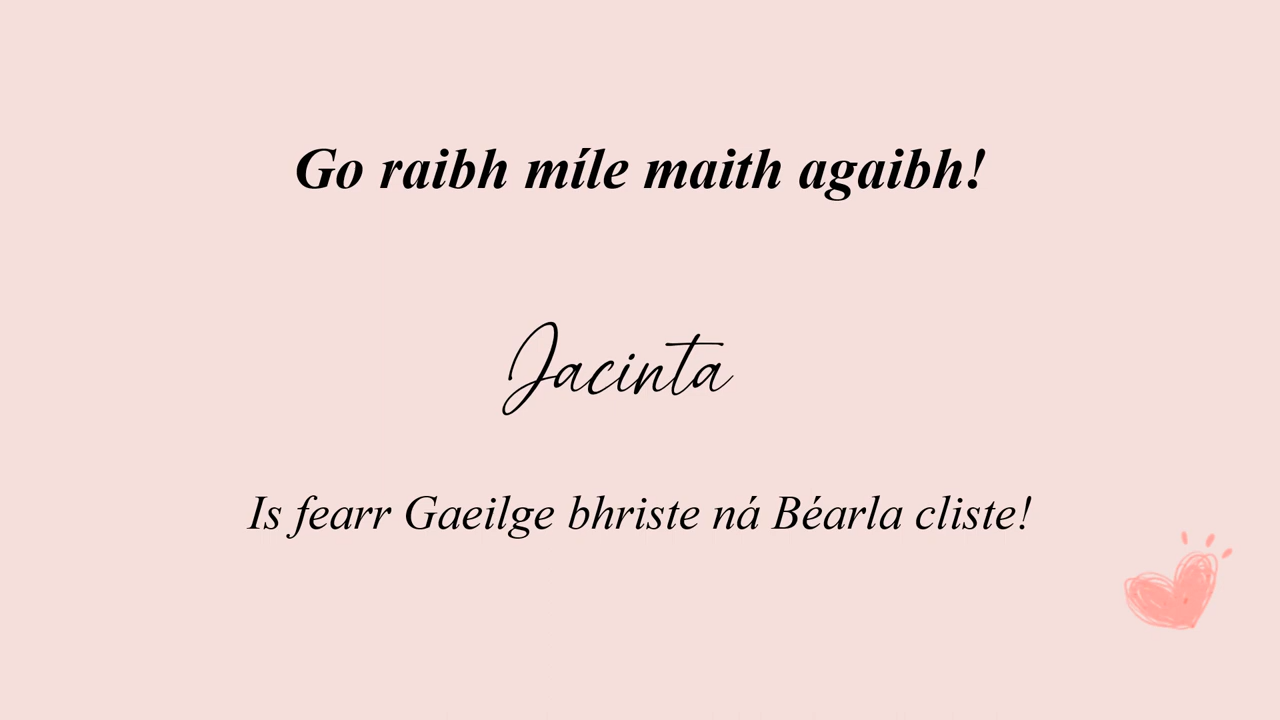 Go raibh míle maith agaibh!
Jacinta
Is fearr Gaeilge bhriste ná Béarla cliste!